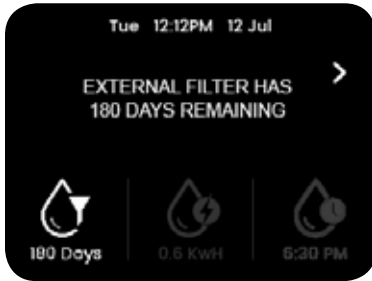 Tue 12:12PM 12 Jul
EXTERNAL FILTER HAS
180 DAYS REMAINING
180 Days
0.6 KwH
6:30 PM